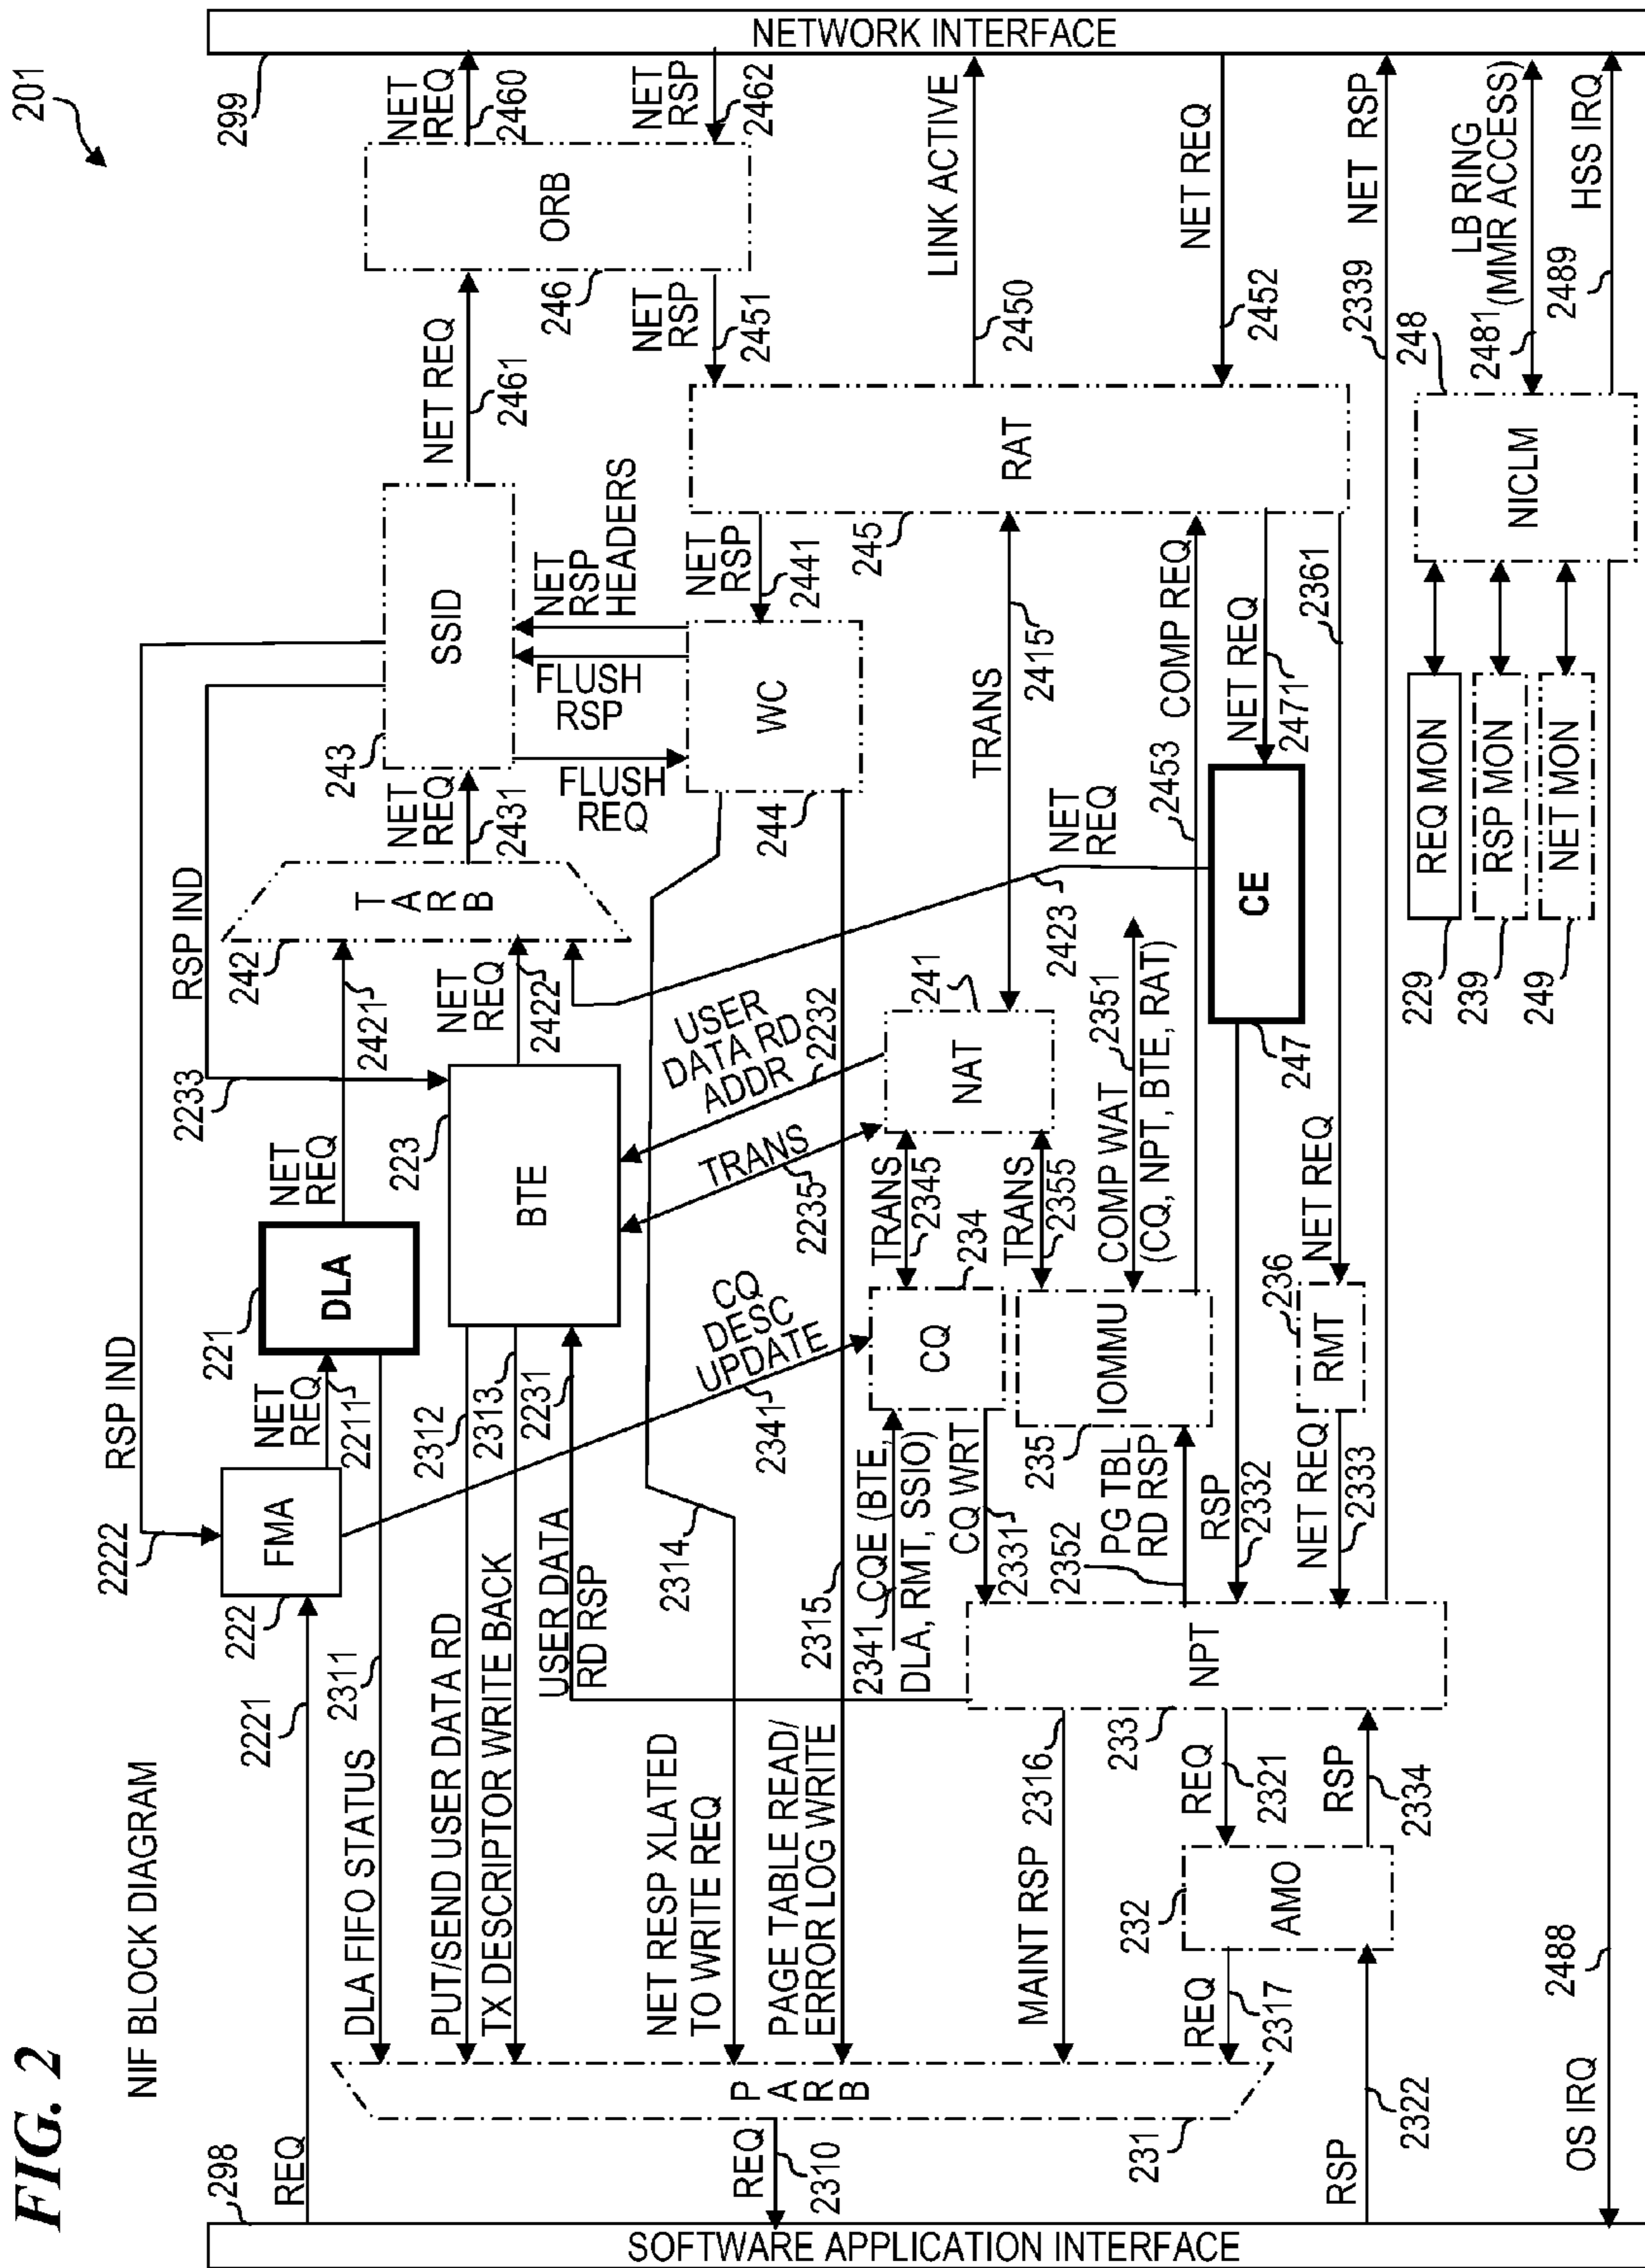 FIG. 2
NIF BLOCK DIAGRAM
201
298
SOFTWARE APPLICATION INTERFACE
299
NETWORK INTERFACE
REQ
2221
2222
RSP IND
222
FMA
NET
REQ
2211
221
DLA
NET
REQ
2421
2233
RSP IND
242
T
A
R
B
NET
REQ
2431
243
SSID
NET REQ
2461
246
ORB
NET
REQ
2460
NET
RSP
2462
NET
RSP
2451
DLA FIFO STATUS
2311
PUT/SEND USER DATA RD
2312
TX DESCRIPTOR WRITE BACK
2313
USER DATA
RD RSP
2231
223
BTE
NET
REQ
2422
FLUSH
REQ
FLUSH
RSP
NET
RSP
HEADERS
NET
RSP
2441
244
WC
245
RAT
LINK ACTIVE
2450
NET REQ
2452
NET RESP XLATED
TO WRITE REQ
2314
PAGE TABLE READ/
ERROR LOG WRITE
2315
CQ
DESC
UPDATE
2341
TRANS
2235
USER
DATA RD
ADDR
2232
241
NAT
TRANS
2415
NET
REQ
2423
2341
CQE (BTE,
DLA, RMT, SSIO)
CQ WRT
2331
234
CQ
TRANS
2345
TRANS
2355
235
IOMMU
COMP WAT
(CQ, NPT, BTE, RAT)
2351
2453
COMP REQ
PG TBL
RD RSP
2352
RSP
2332
247
CE
NET REQ
2471
NET REQ
2361
236
RMT
NET REQ
2333
233
NPT
2339
NET RSP
MAINT RSP
2316
REQ
2321
RSP
2334
232
AMO
REQ
2317
P
A
R
B
231
REQ
2310
RSP
2322
229
REQ MON
239
RSP MON
249
NET MON
248
NICLM
2481
LB RING
(MMR ACCESS)
2489
HSS IRQ
OS IRQ
2488